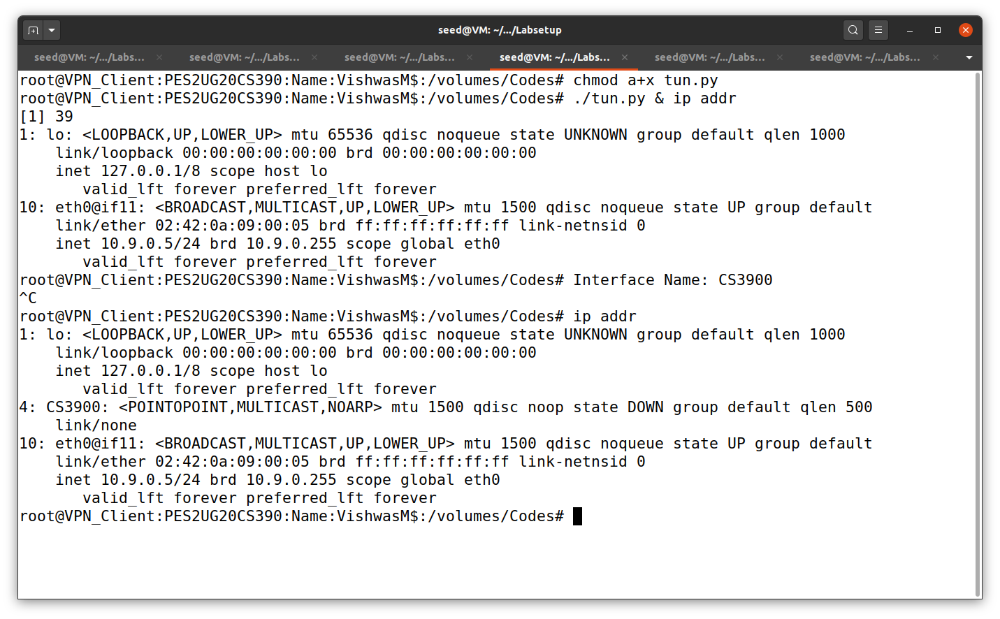 seed@VM: ~/.../Labsetup
seed@VM: ~/.../Labs... seed@VM: ~/.../Labs... seed@VM: ~/.../Labs... seed@VM: ~/.../Labs... seed@VM: ~/.../Labs... seed@VM: ~/.../Labs...
root@VPN_Client:PES2UG20CS390:Name:VishwasM$:/volumes/Codes# chmod a+x tun.py
root@VPN_Client:PES2UG20CS390:Name:VishwasM$:/volumes/Codes# ./tun.py & ip addr
[1] 39
1: lo: <LOOPBACK,UP,LOWER_UP> mtu 65536 qdisc noqueue state UNKNOWN group default qlen 1000
    link/loopback 00:00:00:00:00:00 brd 00:00:00:00:00:00
    inet 127.0.0.1/8 scope host lo
       valid_lft forever preferred_lft forever
10: eth0@if11: <BROADCAST,MULTICAST,UP,LOWER_UP> mtu 1500 qdisc noqueue state UP group default
    link/ether 02:42:0a:09:00:05 brd ff:ff:ff:ff:ff:ff link-netnsid 0
    inet 10.9.0.5/24 brd 10.9.0.255 scope global eth0
       valid_lft forever preferred_lft forever
root@VPN_Client:PES2UG20CS390:Name:VishwasM$:/volumes/Codes# Interface Name: CS3900
^C
root@VPN_Client:PES2UG20CS390:Name:VishwasM$:/volumes/Codes# ip addr
1: lo: <LOOPBACK,UP,LOWER_UP> mtu 65536 qdisc noqueue state UNKNOWN group default qlen 1000
    link/loopback 00:00:00:00:00:00 brd 00:00:00:00:00:00
    inet 127.0.0.1/8 scope host lo
       valid_lft forever preferred_lft forever
4: CS3900: <POINTOPOINT,MULTICAST,NOARP> mtu 1500 qdisc noop state DOWN group default qlen 500
    link/none
10: eth0@if11: <BROADCAST,MULTICAST,UP,LOWER_UP> mtu 1500 qdisc noqueue state UP group default
    link/ether 02:42:0a:09:00:05 brd ff:ff:ff:ff:ff:ff link-netnsid 0
    inet 10.9.0.5/24 brd 10.9.0.255 scope global eth0
       valid_lft forever preferred_lft forever
root@VPN_Client:PES2UG20CS390:Name:VishwasM$:/volumes/Codes#